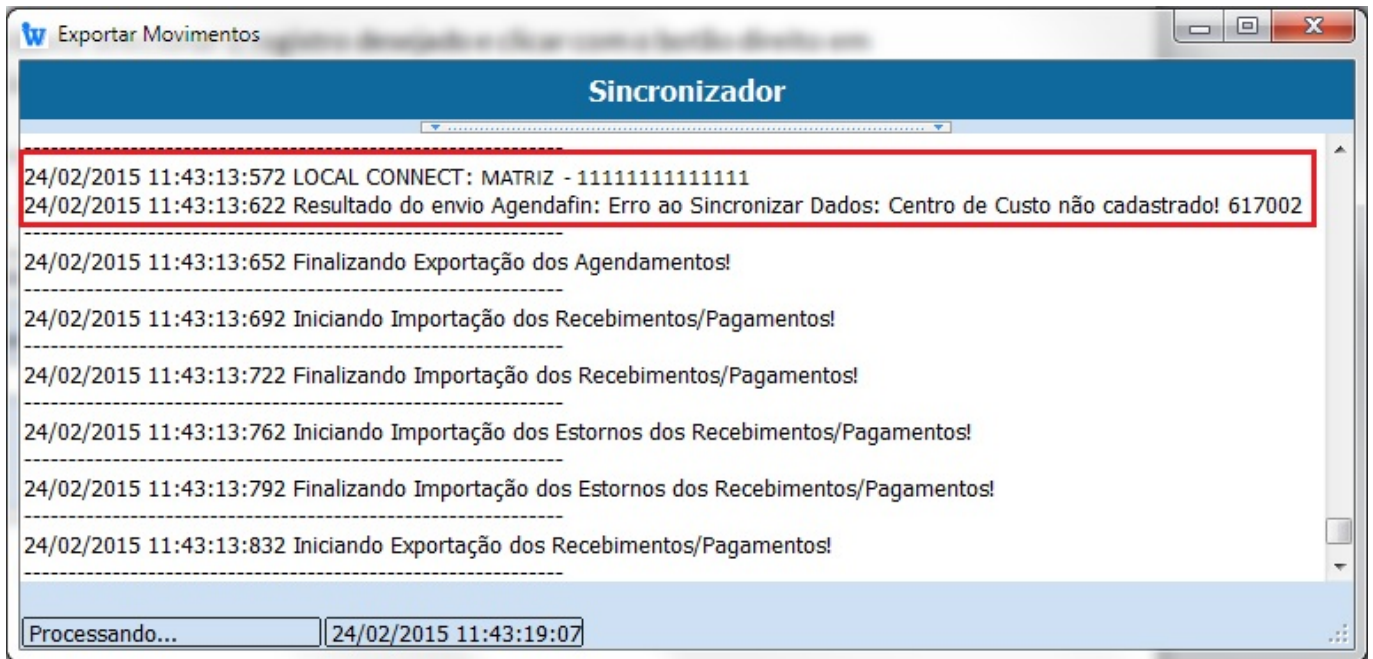 Exportar Movimentos
Sincronizador
------------------------------------------------------------
24/02/2015 11:43:13:572 LOCAL CONNECT: MATRIZ - 11111111111111
24/02/2015 11:43:13:622 Resultado do envio Agendafin: Erro ao Sincronizar Dados: Centro de Custo não cadastrado! 617002
------------------------------------------------------------
24/02/2015 11:43:13:652 Finalizando Exportação dos Agendamentos!
------------------------------------------------------------
24/02/2015 11:43:13:692 Iniciando Importação dos Recebimentos/Pagamentos!
------------------------------------------------------------
24/02/2015 11:43:13:722 Finalizando Importação dos Recebimentos/Pagamentos!
------------------------------------------------------------
24/02/2015 11:43:13:762 Iniciando Importação dos Estornos dos Recebimentos/Pagamentos!
------------------------------------------------------------
24/02/2015 11:43:13:792 Finalizando Importação dos Estornos dos Recebimentos/Pagamentos!
------------------------------------------------------------
24/02/2015 11:43:13:832 Iniciando Exportação dos Recebimentos/Pagamentos!
------------------------------------------------------------
Processando... 24/02/2015 11:43:19:07